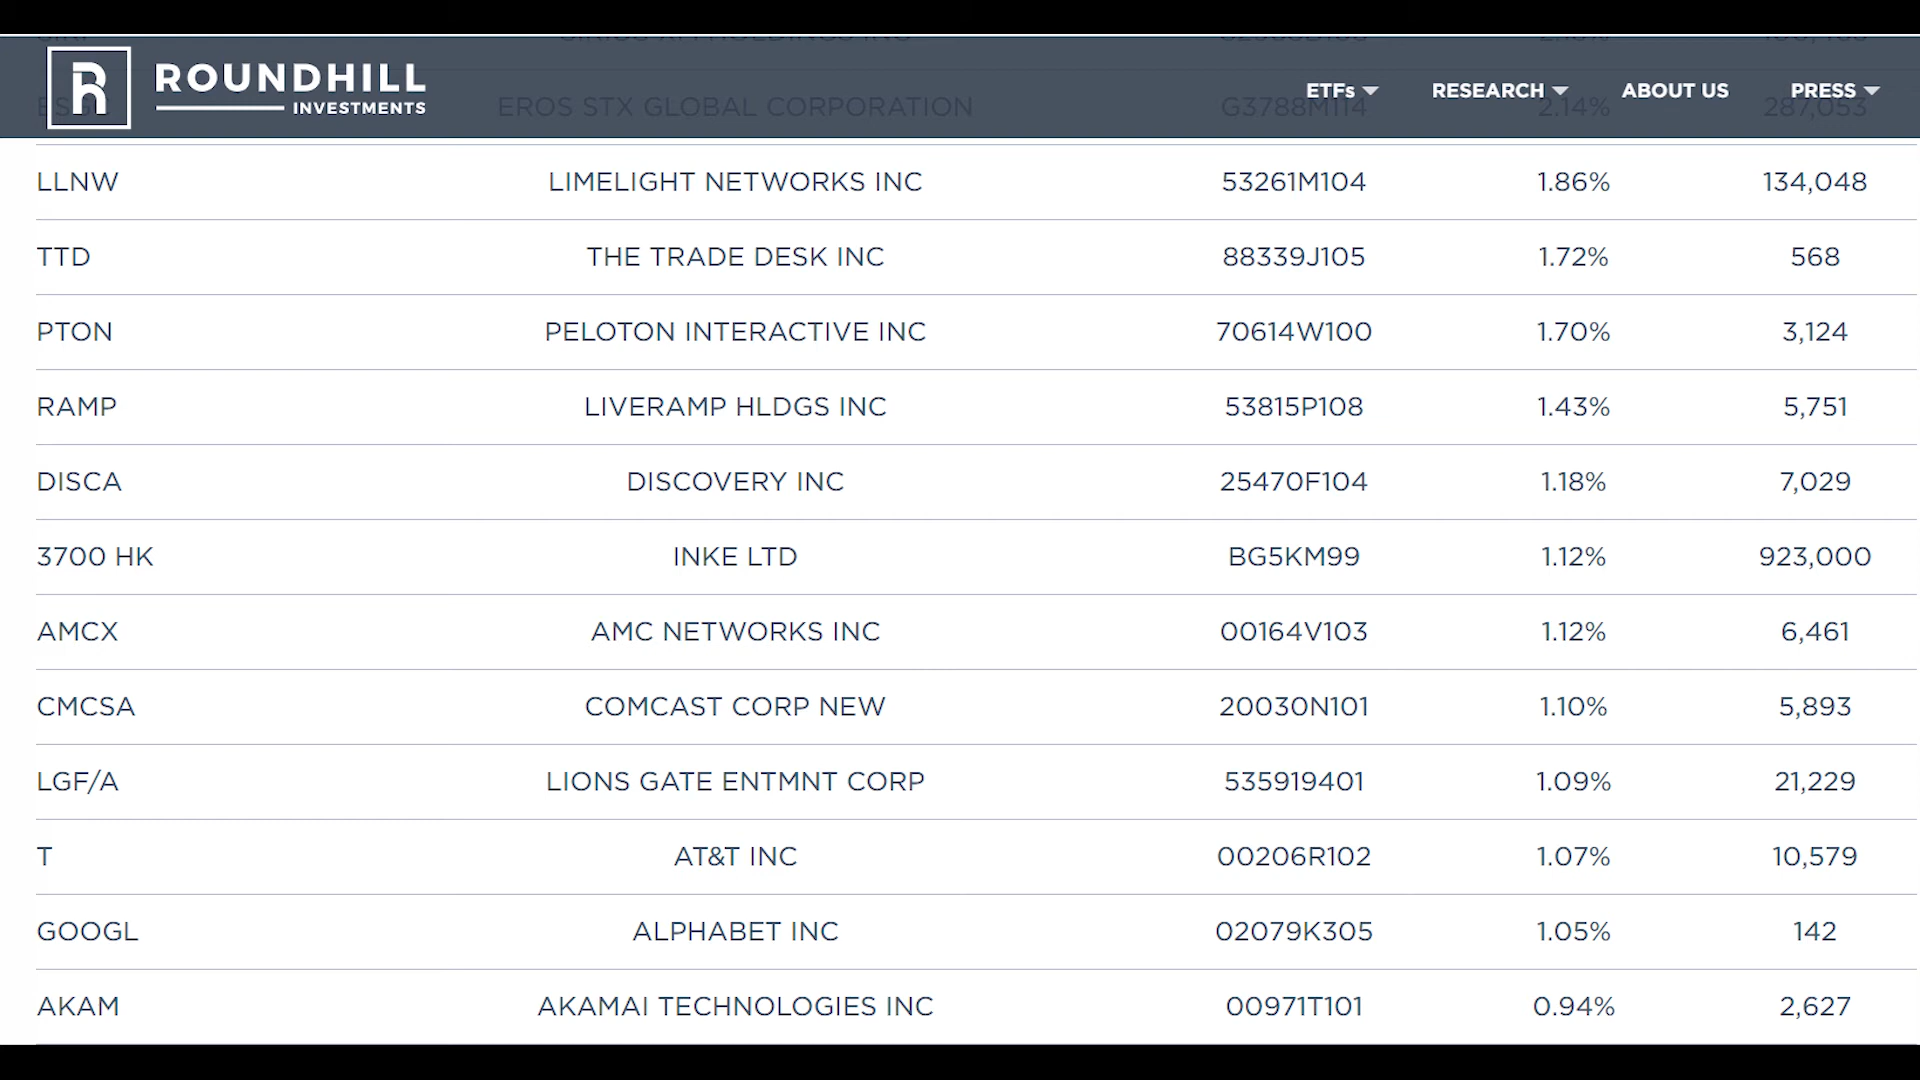 ROUNDHILL
INVESTMENTS
ETFs RESEARCH ABOUT US PRESS
EROS STX GLOBAL CORPORATION G3788M114 2.14% 287,053
LLNW LIMELIGHT NETWORKS INC 53261M104 1.86% 134,048
TTD THE TRADE DESK INC 88339J105 1.72% 568
PTON PELOTON INTERACTIVE INC 70614W100 1.70% 3,124
RAMP LIVERAMP HLDGS INC 53815P108 1.43% 5,751
DISCA DISCOVERY INC 25470F104 1.18% 7,029
3700 HK INKE LTD BG5KM99 1.12% 923,000
AMCX AMC NETWORKS INC 00164V103 1.12% 6,461
CMCSA COMCAST CORP NEW 20030N101 1.10% 5,893
LGF/A LIONS GATE ENTMNT CORP 535919401 1.09% 21,229
T AT&T INC 00206R102 1.07% 10,579
GOOGL ALPHABET INC 02079K305 1.05% 142
AKAM AKAMAI TECHNOLOGIES INC 00971T101 0.94% 2,627